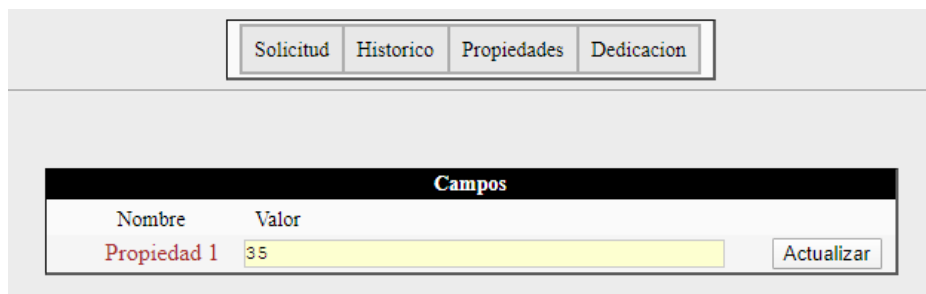 Solicitud Historico Propiedades Dedicacion
Campos
Nombre Valor
Propiedad 1 35 Actualizar